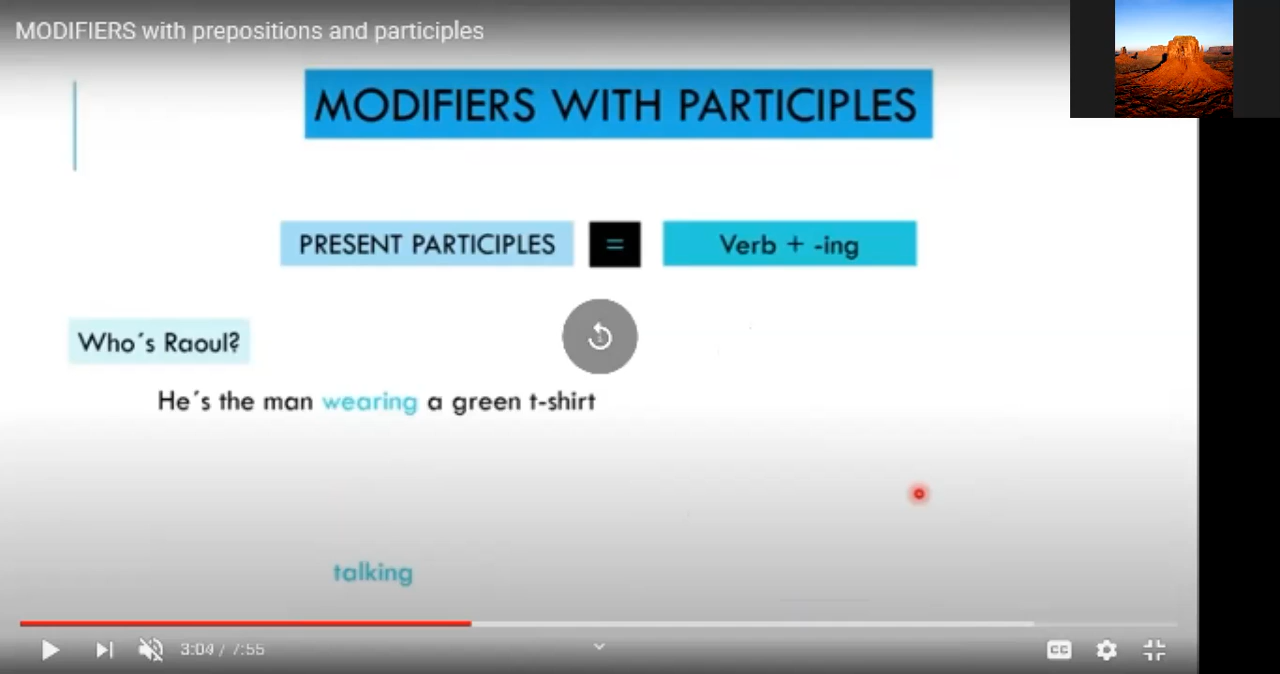 MODIFIERS with prepositions and participles
MODIFIERS WITH PARTICIPLES
PRESENT PARTICIPLES = Verb + -ing
Who´s Raoul?
He´s the man wearing a green t-shirt
talking
3:04 / 7:55
CC